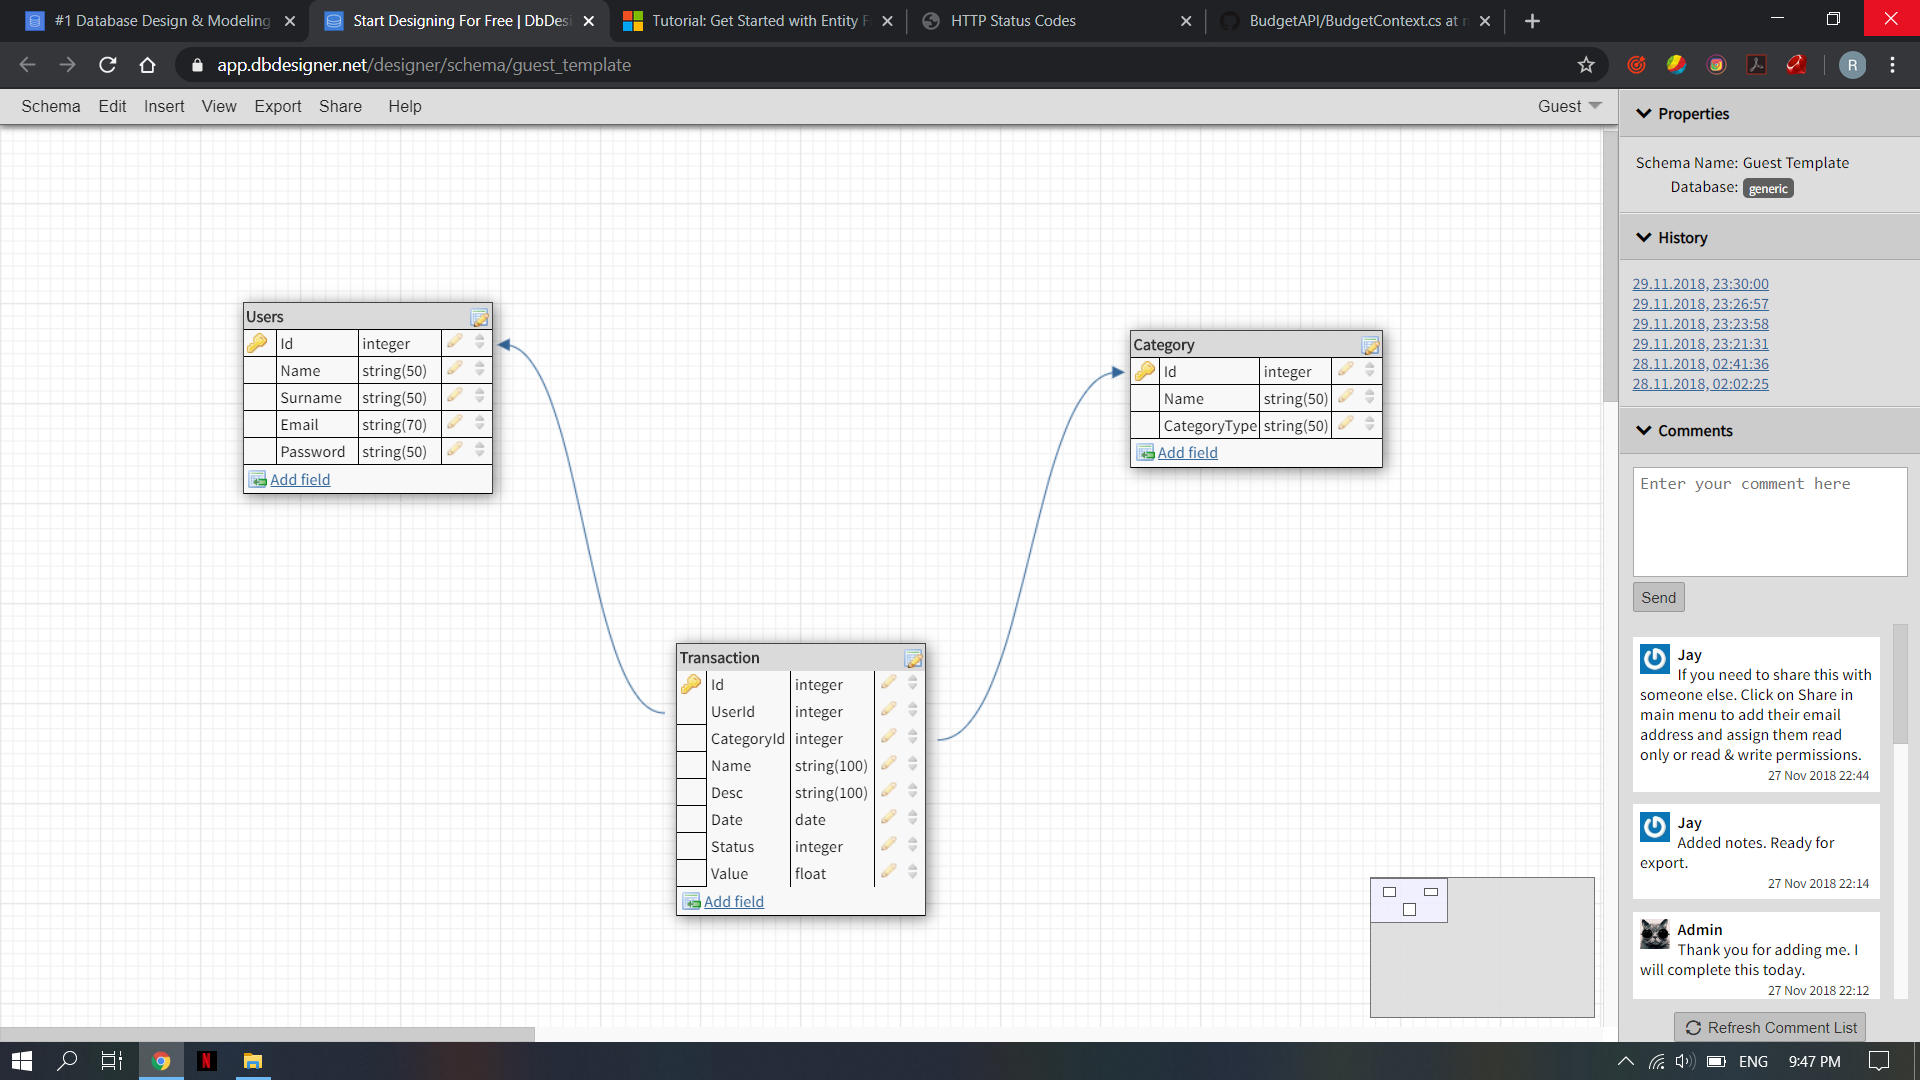 #1 Database Design & Modeling
Start Designing For Free | DbDesi
Tutorial: Get Started with Entity F
HTTP Status Codes
BudgetAPI/BudgetContext.cs at
app.dbdesigner.net/designer/schema/guest_template
R
Schema Edit Insert View Export Share Help
Guest
Users
Id integer
Name string(50)
Surname string(50)
Email string(70)
Password string(50)
Add field
Category
Id integer
Name string(50)
CategoryType string(50)
Add field
Transaction
Id integer
UserId integer
CategoryId integer
Name string(100)
Desc string(100)
Date date
Status integer
Value float
Add field
Properties
Schema Name: Guest Template
Database: generic
History
29.11.2018, 23:30:00
29.11.2018, 23:26:57
29.11.2018, 23:23:58
29.11.2018, 23:21:31
28.11.2018, 02:41:36
28.11.2018, 02:02:25
Comments
Enter your comment here
Send
Jay
If you need to share this with
someone else. Click on Share in
main menu to add their email
address and assign them read
only or read & write permissions.
27 Nov 2018 22:44
Jay
Added notes. Ready for
export.
27 Nov 2018 22:14
Admin
Thank you for adding me. I
will complete this today.
27 Nov 2018 22:12
Refresh Comment List
N
ENG
9:47 PM